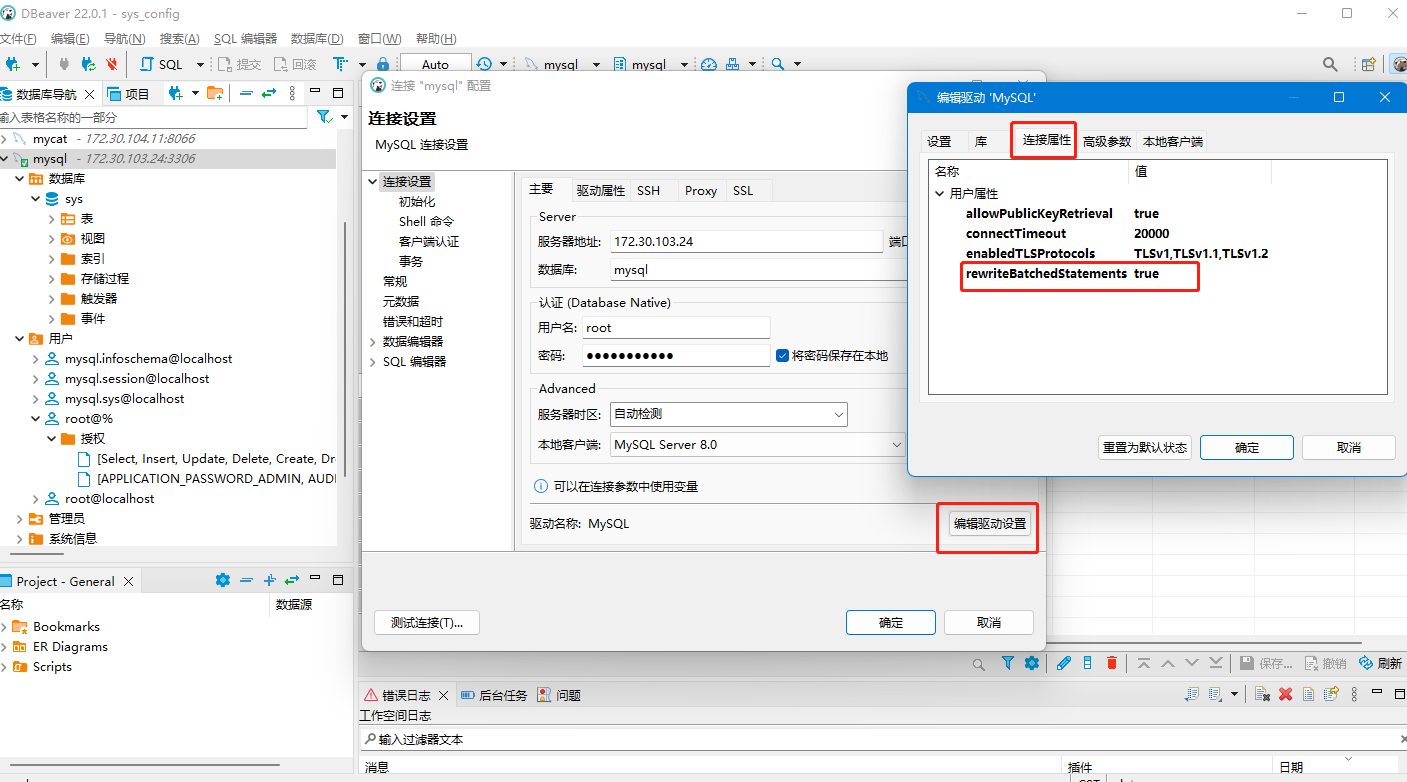 DBeaver 22.0.1 - sys_config
文件(F) 编辑(E) 导航(N) 搜索(A) SQL 编辑器 数据库(D) 窗口(W) 帮助(H)
SQL 提交 回滚 Auto mysql mysql
数据库导航 项目
输入表格名称的一部分
mycat - 172.30.104.11:8066
mysql - 172.30.103.24:3306
数据库
sys
表
视图
索引
存储过程
触发器
事件
用户
mysql.infoschema@localhost
mysql.session@localhost
mysql.sys@localhost
root@%
授权
[Select, Insert, Update, Delete, Create, Dr
[APPLICATION_PASSWORD_ADMIN, AUDI
root@localhost
管理员
系统信息
Project - General
名称 数据源
Bookmarks
ER Diagrams
Scripts
连接 "mysql" 配置
连接设置
MySQL 连接设置
连接设置
初始化
Shell 命令
客户端认证
事务
常规
元数据
错误和超时
数据编辑器
SQL 编辑器
主要 驱动属性 SSH Proxy SSL
Server
服务器地址: 172.30.103.24 端口
数据库: mysql
认证 (Database Native)
用户名: root
密码: ●●●●●●●●●●● 将密码保存在本地
Advanced
服务器时区: 自动检测
本地客户端: MySQL Server 8.0
可以在连接参数中使用变量
驱动名称: MySQL 编辑驱动设置
测试连接(T)... 确定 取消
编辑驱动 'MySQL'
设置 库 连接属性 高级参数 本地客户端
名称 值
用户属性
allowPublicKeyRetrieval true
connectTimeout 20000
enabledTLSProtocols TLSv1,TLSv1.1,TLSv1.2
rewriteBatchedStatements true
重置为默认状态 确定 取消
保存... 撤销 刷新
错误日志 后台任务 问题
工作空间日志
输入过滤器文本
消息 插件 日期